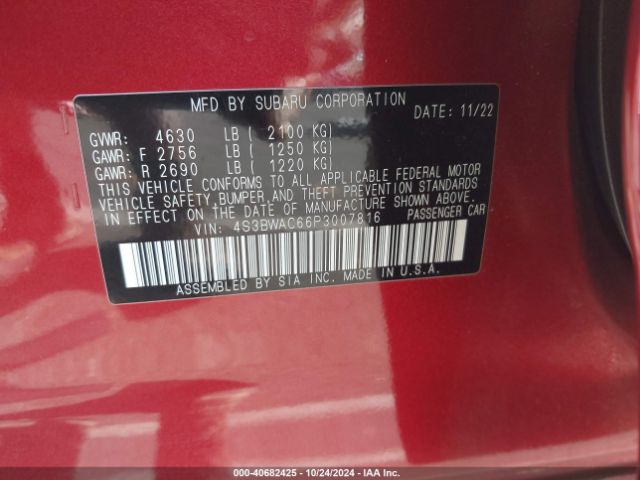 MFD BY SUBARU CORPORATION
DATE: 11/22
GVWR: 4630 LB ( 2100 KG)
GAWR: F 2756 LB ( 1250 KG)
GAWR: R 2690 LB ( 1220 KG)
THIS VEHICLE CONFORMS TO ALL APPLICABLE FEDERAL MOTOR
VEHICLE SAFETY, BUMPER, AND THEFT PREVENTION STANDARDS
IN EFFECT ON THE DATE OF MANUFACTURE SHOWN ABOVE.
VIN: 4S3BWAC66P3007816 PASSENGER CAR
ASSEMBLED BY SIA INC. MADE IN U.S.A.
000-40682425 • 10/24/2024 • IAA Inc.